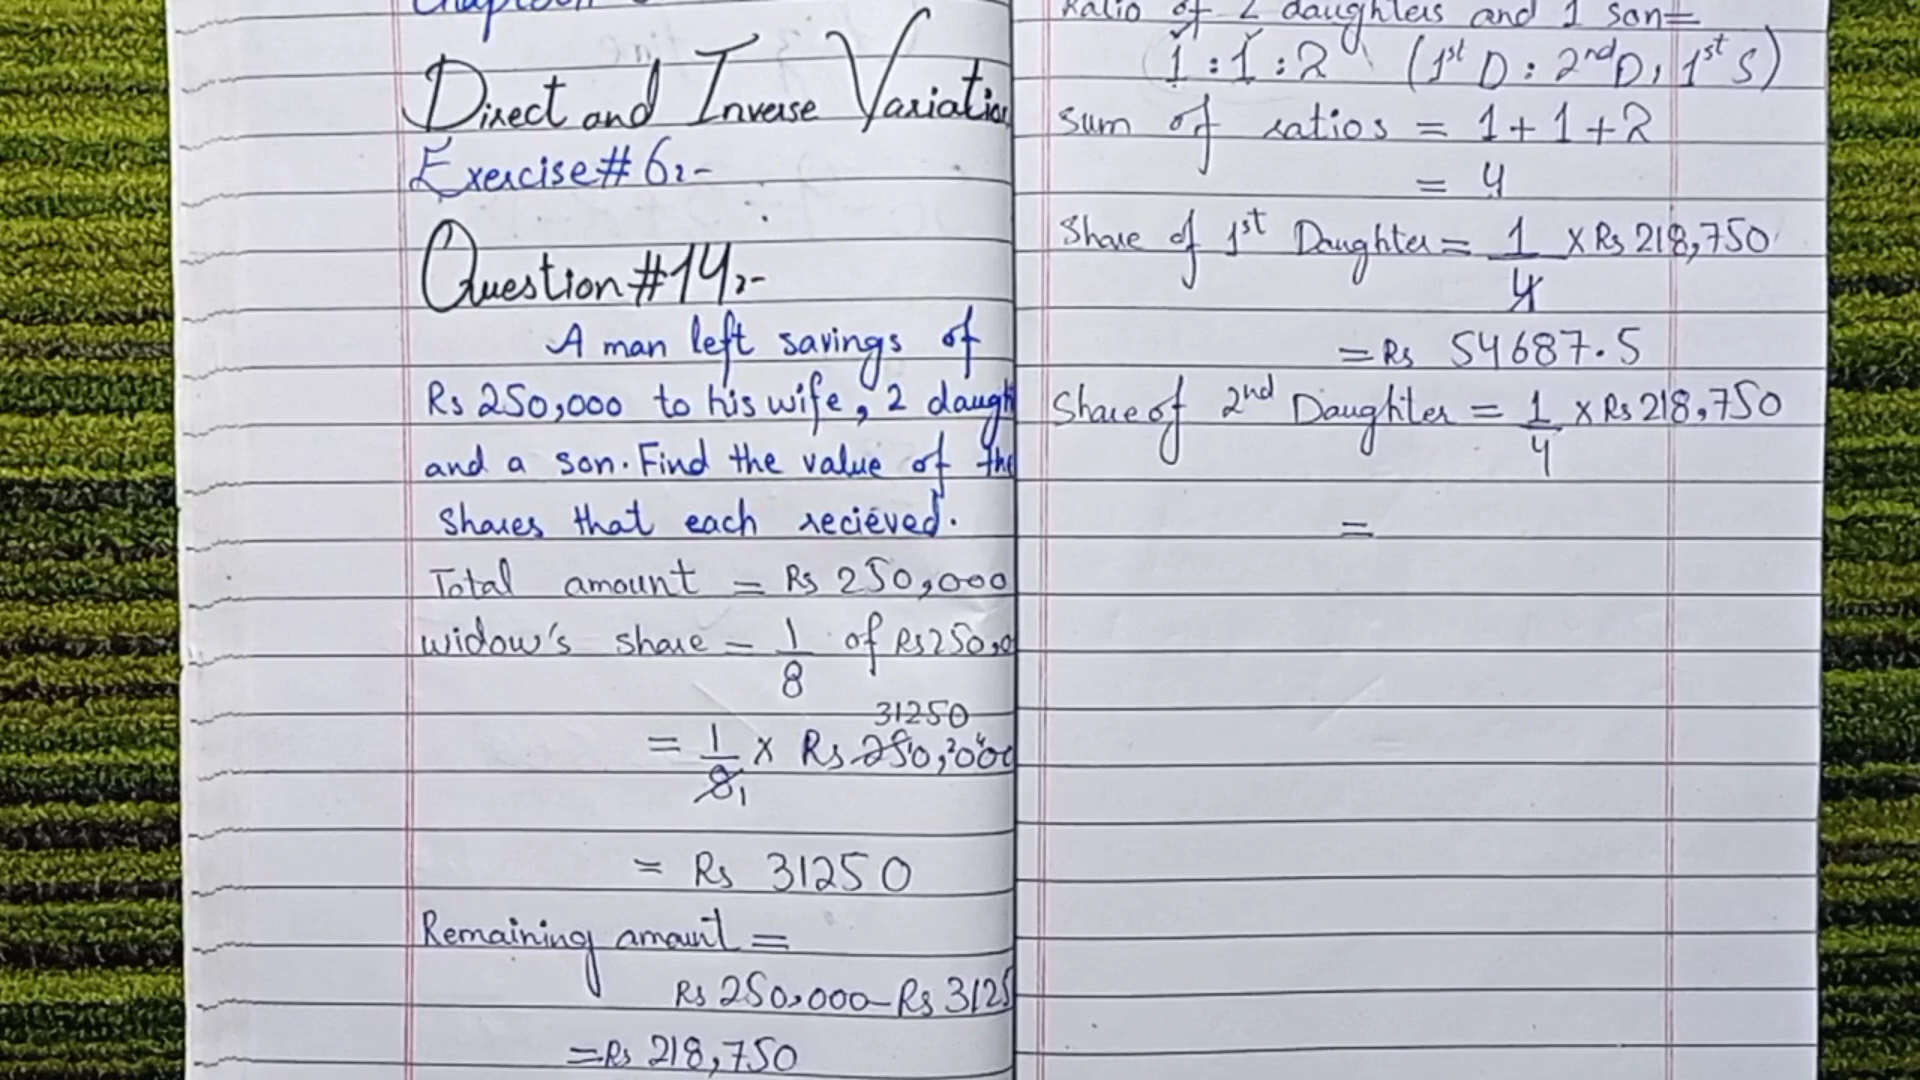 Chapter
Direct and Inverse Variation
Exercise # 6:-
Question # 14:-
A man left savings of
Rs 250,000 to his wife, 2 daugh
and a son. Find the value of the
shares that each recieved.
Total amount = Rs 250,000
widow's share = 1/8 of Rs 250,0
31250
= 1/8 1 × Rs 250,000
= Rs 31250
Remaining amount =
Rs 250,000 - Rs 3125
= Rs 218,750
Ratio of 2 daughters and 1 son =
1 : 1 : 2 (1st D : 2nd D : 1st S)
Sum of ratios = 1 + 1 + 2
= 4
Share of 1st Daughter = 1/4 × Rs 218,750
= Rs 54687.5
Share of 2nd Daughter = 1/4 × Rs 218,750
=